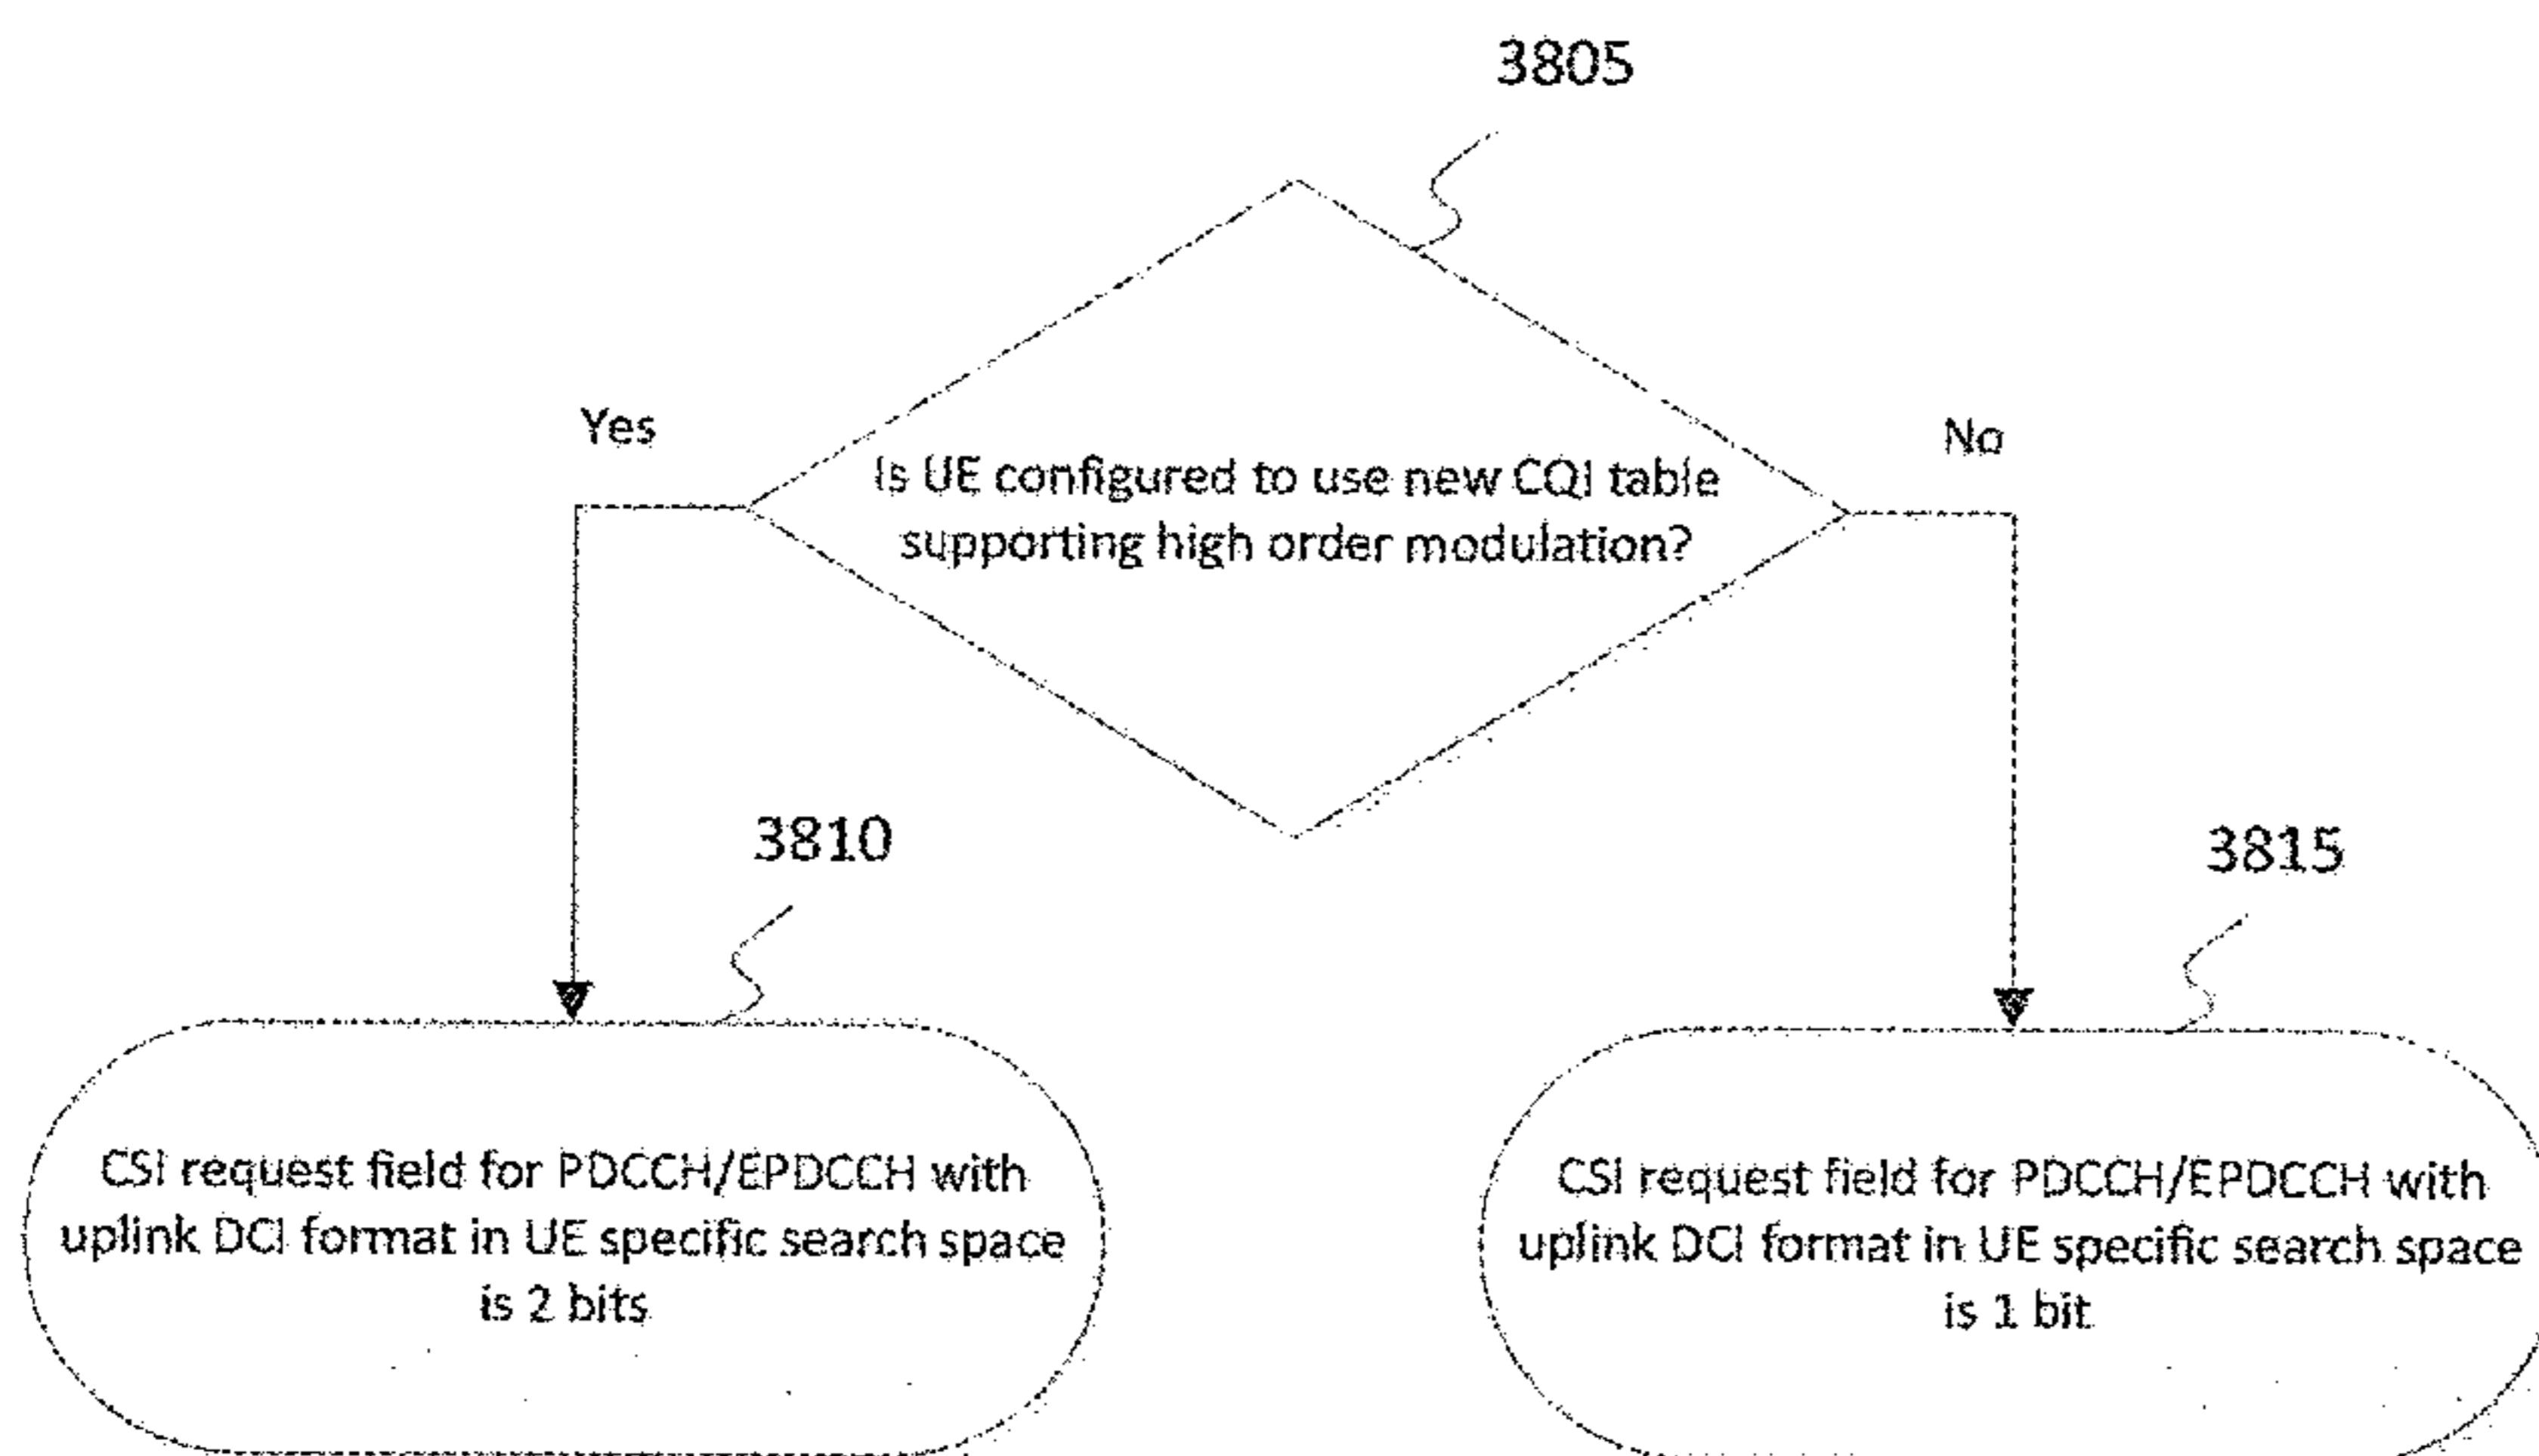 3805
Yes
No
Is UE configured to use new CQI table
supporting high order modulation?
3810
3815
CSI request field for PDCCH/EPDCCH with
uplink DCI format in UE specific search space
is 2 bits
CSI request field for PDCCH/EPDCCH with
uplink DCI format in UE specific search space
is 1 bit